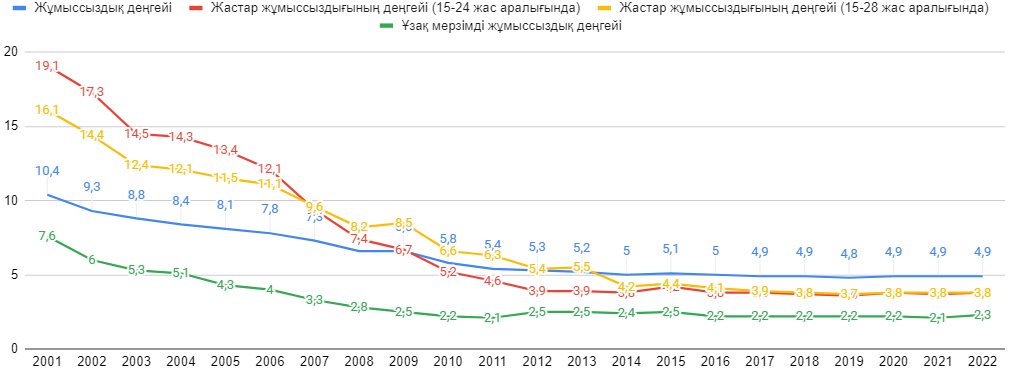 Жұмыссыздық деңгейі Жастар жұмыссыздығының деңгейі (15-24 жас аралығында) Жастар жұмыссыздығының деңгейі (15-28 жас аралығында)
Ұзақ мерзімді жұмыссыздық деңгейі
20
15
10
5
0
10,4 9,3 8,8 8,4 8,1 7,8 5,8 5,4 5,3 5,2 5 5,1 5 4,9 4,9 4,8 4,9 4,9 4,9
19,1 17,3 14,5 14,3 13,4 12,1 7,4 6,7 5,2 4,6 3,9 3,9
16,1 14,4 12,4 12,1 11,5 11,1 9,6 8,2 8,5 6,6 6,3 5,4 5,5 4,2 4,4 4,1 3,9 3,8 3,7 3,8 3,8 3,8
7,6 6 5,3 5,1 4,3 4 3,3 2,8 2,5 2,2 2,1 2,5 2,5 2,4 2,5 2,2 2,2 2,2 2,2 2,2 2,1 2,3
2001 2002 2003 2004 2005 2006 2007 2008 2009 2010 2011 2012 2013 2014 2015 2016 2017 2018 2019 2020 2021 2022